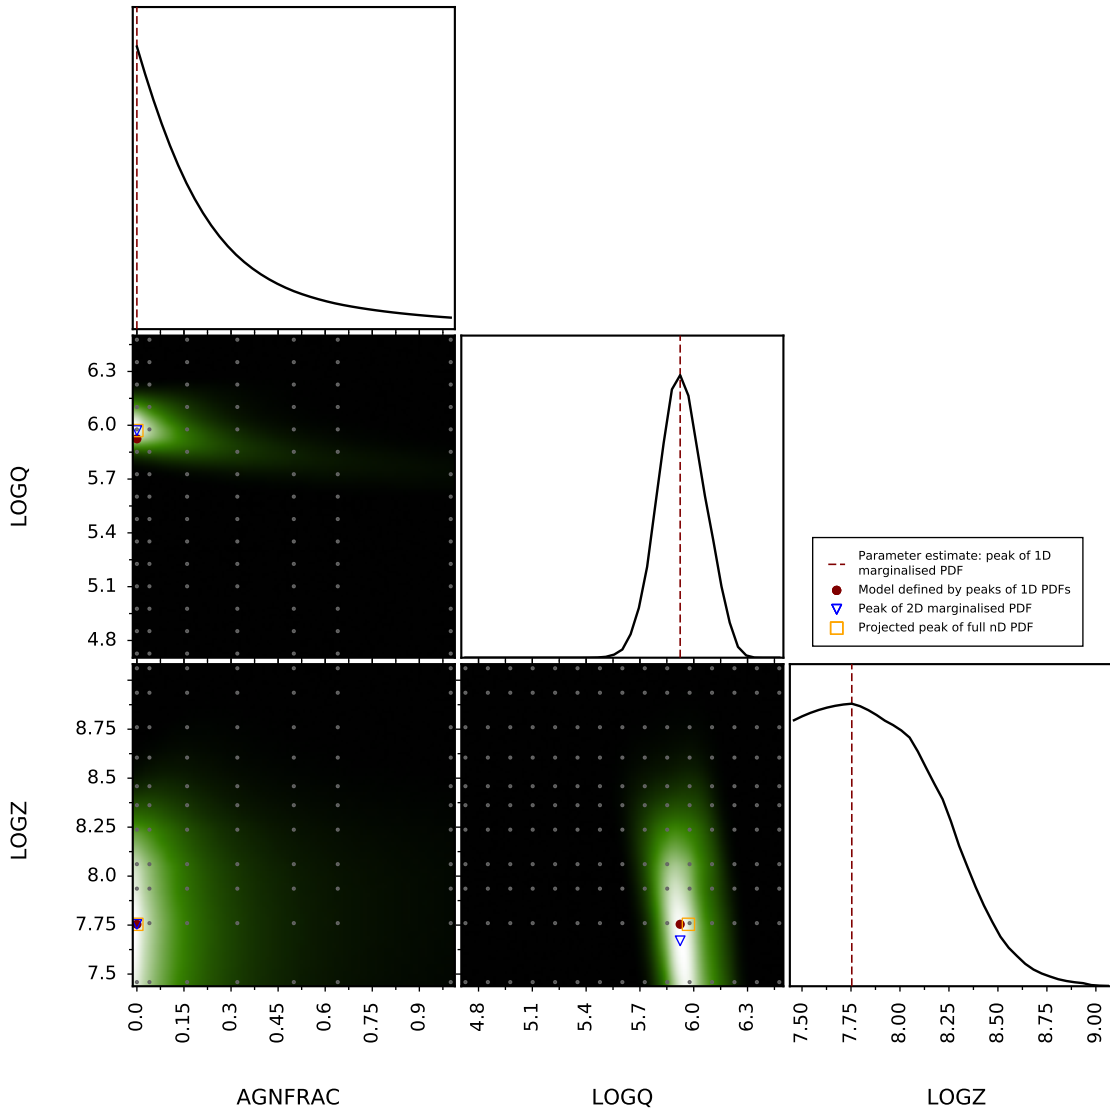 6.3
6.0
5.7
5.4
5.1
4.8
LOGQ
Parameter estimate: peak of 1D
marginalised PDF
Model defined by peaks of 1D PDFs
Peak of 2D marginalised PDF
Projected peak of full nD PDF
8.75
8.5
8.25
8.0
7.75
7.5
LOGZ
0.0 0.15 0.3 0.45 0.6 0.75 0.9
4.8 5.1 5.4 5.7 6.0 6.3
7.50 7.75 8.00 8.25 8.50 8.75 9.00
AGNFRAC LOGQ LOGZ